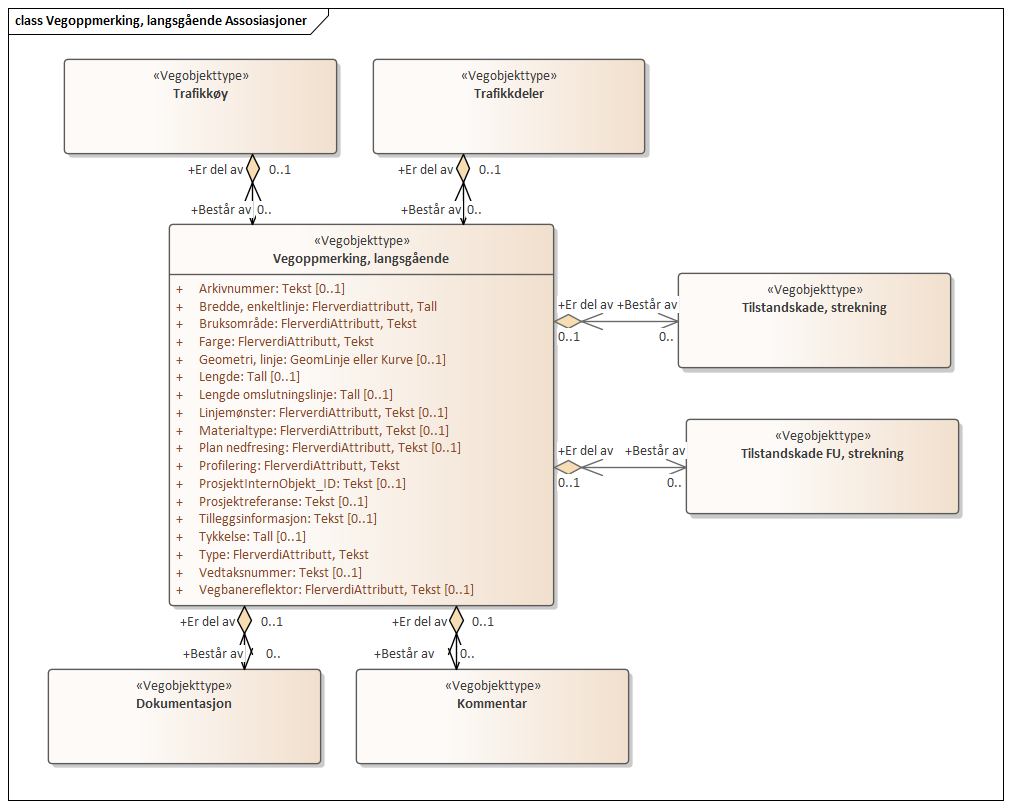 class Vegoppmerking, langsgående Assosiasjoner
«Vegobjekttype»
Trafikkøy
«Vegobjekttype»
Trafikkdeler
+Er del av
0..1
+Er del av
0..1
+Består av
0..
+Består av
0..
«Vegobjekttype»
Vegoppmerking, langsgående
+ Arkivnummer: Tekst [0..1]
+ Bredde, enkeltlinje: Flerverdiattributt, Tall
+ Bruksområde: FlerverdiAttributt, Tekst
+ Farge: FlerverdiAttributt, Tekst
+ Geometri, linje: GeomLinje eller Kurve [0..1]
+ Lengde: Tall [0..1]
+ Lengde omslutningslinje: Tall [0..1]
+ Linjemønster: FlerverdiAttributt, Tekst [0..1]
+ Materialtype: FlerverdiAttributt, Tekst [0..1]
+ Plan nedfresing: FlerverdiAttributt, Tekst [0..1]
+ Profilering: FlerverdiAttributt, Tekst
+ ProsjektInternObjekt_ID: Tekst [0..1]
+ Prosjektreferanse: Tekst [0..1]
+ Tilleggsinformasjon: Tekst [0..1]
+ Tykkelse: Tall [0..1]
+ Type: FlerverdiAttributt, Tekst
+ Vedtaksnummer: Tekst [0..1]
+ Vegbanereflektor: FlerverdiAttributt, Tekst [0..1]
+Er del av
+Består av
0..1
0..
«Vegobjekttype»
Tilstandskade, strekning
+Er del av
+Består av
0..1
0..
«Vegobjekttype»
Tilstandskade FU, strekning
+Er del av
0..1
+Er del av
0..1
+Består av
0..
+Består av
0..
«Vegobjekttype»
Dokumentasjon
«Vegobjekttype»
Kommentar